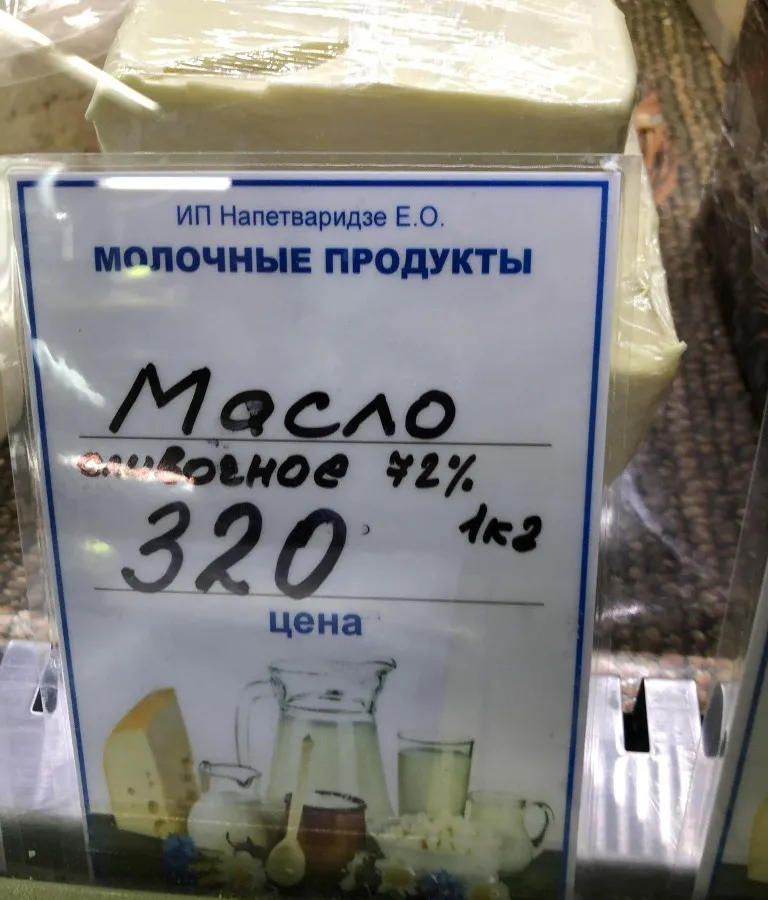 ИП Напетваридзе Е.О.
МОЛОЧНЫЕ ПРОДУКТЫ
Масло
сливочное 72%
1кг
320
цена